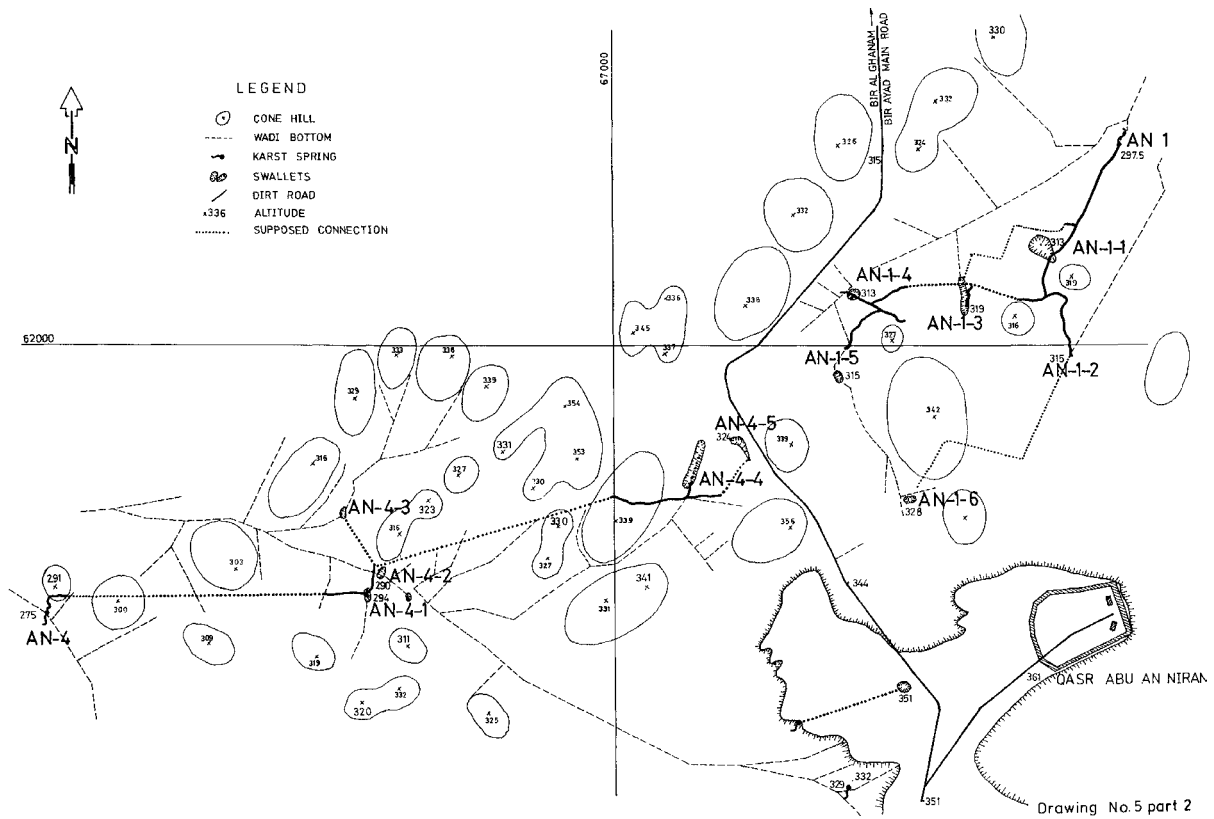 LEGEND
CONE HILL
WADI BOTTOM
KARST SPRING
SWALLETS
DIRT ROAD
×336 ALTITUDE
SUPPOSED CONNECTION
N
67000
62000
BIR AL GHANAM
BIR AYAD MAIN ROAD
330
332
326
324
315
AN 1
297.5
332
313
AN-1-1
319
AN-1-4
313
336
338
345
337
319
AN-1-3
316
327
315
AN-1-2
AN-1-5
315
333
336
329
339
354
342
331
353
AN-4-5
324
339
316
327
330
AN-4-4
AN-1-6
328
AN-4-3
323
316
330
339
356
327
303
AN-4-2
290
294
AN-4-1
291
300
275
AN-4
341
331
344
309
319
311
361
QASR ABU AN NIRAN
332
320
325
351
329
332
351
Drawing No. 5 part 2